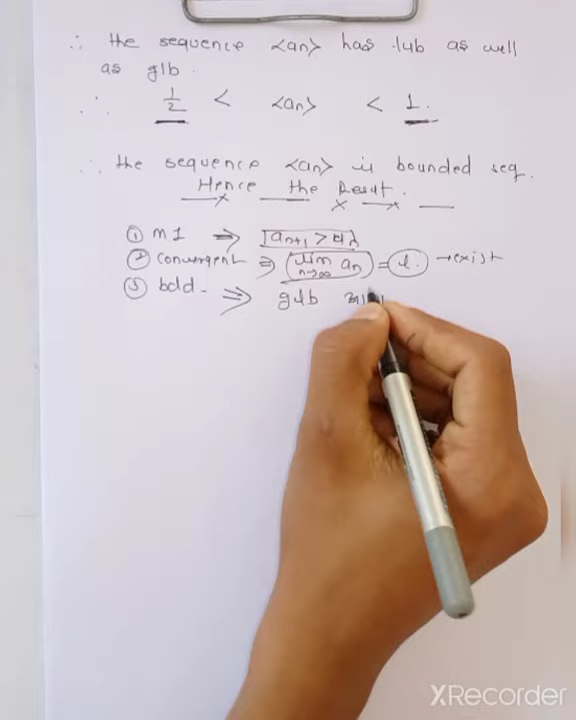 ∴ the sequence <an> has lub as well
as glb.
∴ 1/2 < <an> < 1.
∴ the sequence <an> is bounded seq.
Hence the Result.
① mI ⇒ an+1 > an
② convergent ⇒ lim n→∞ an = l. → exist
③ bdd - ⇒ glb
XRecorder